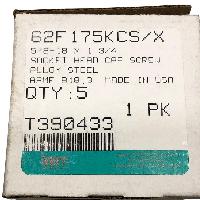 62F175KCS/X
5/8-18 X 1 3/4
SOCKET HEAD CAP SCREW
ALLOY STEEL
ASME B18.3 MADE IN USA
QTY:5
1 PK
T390433